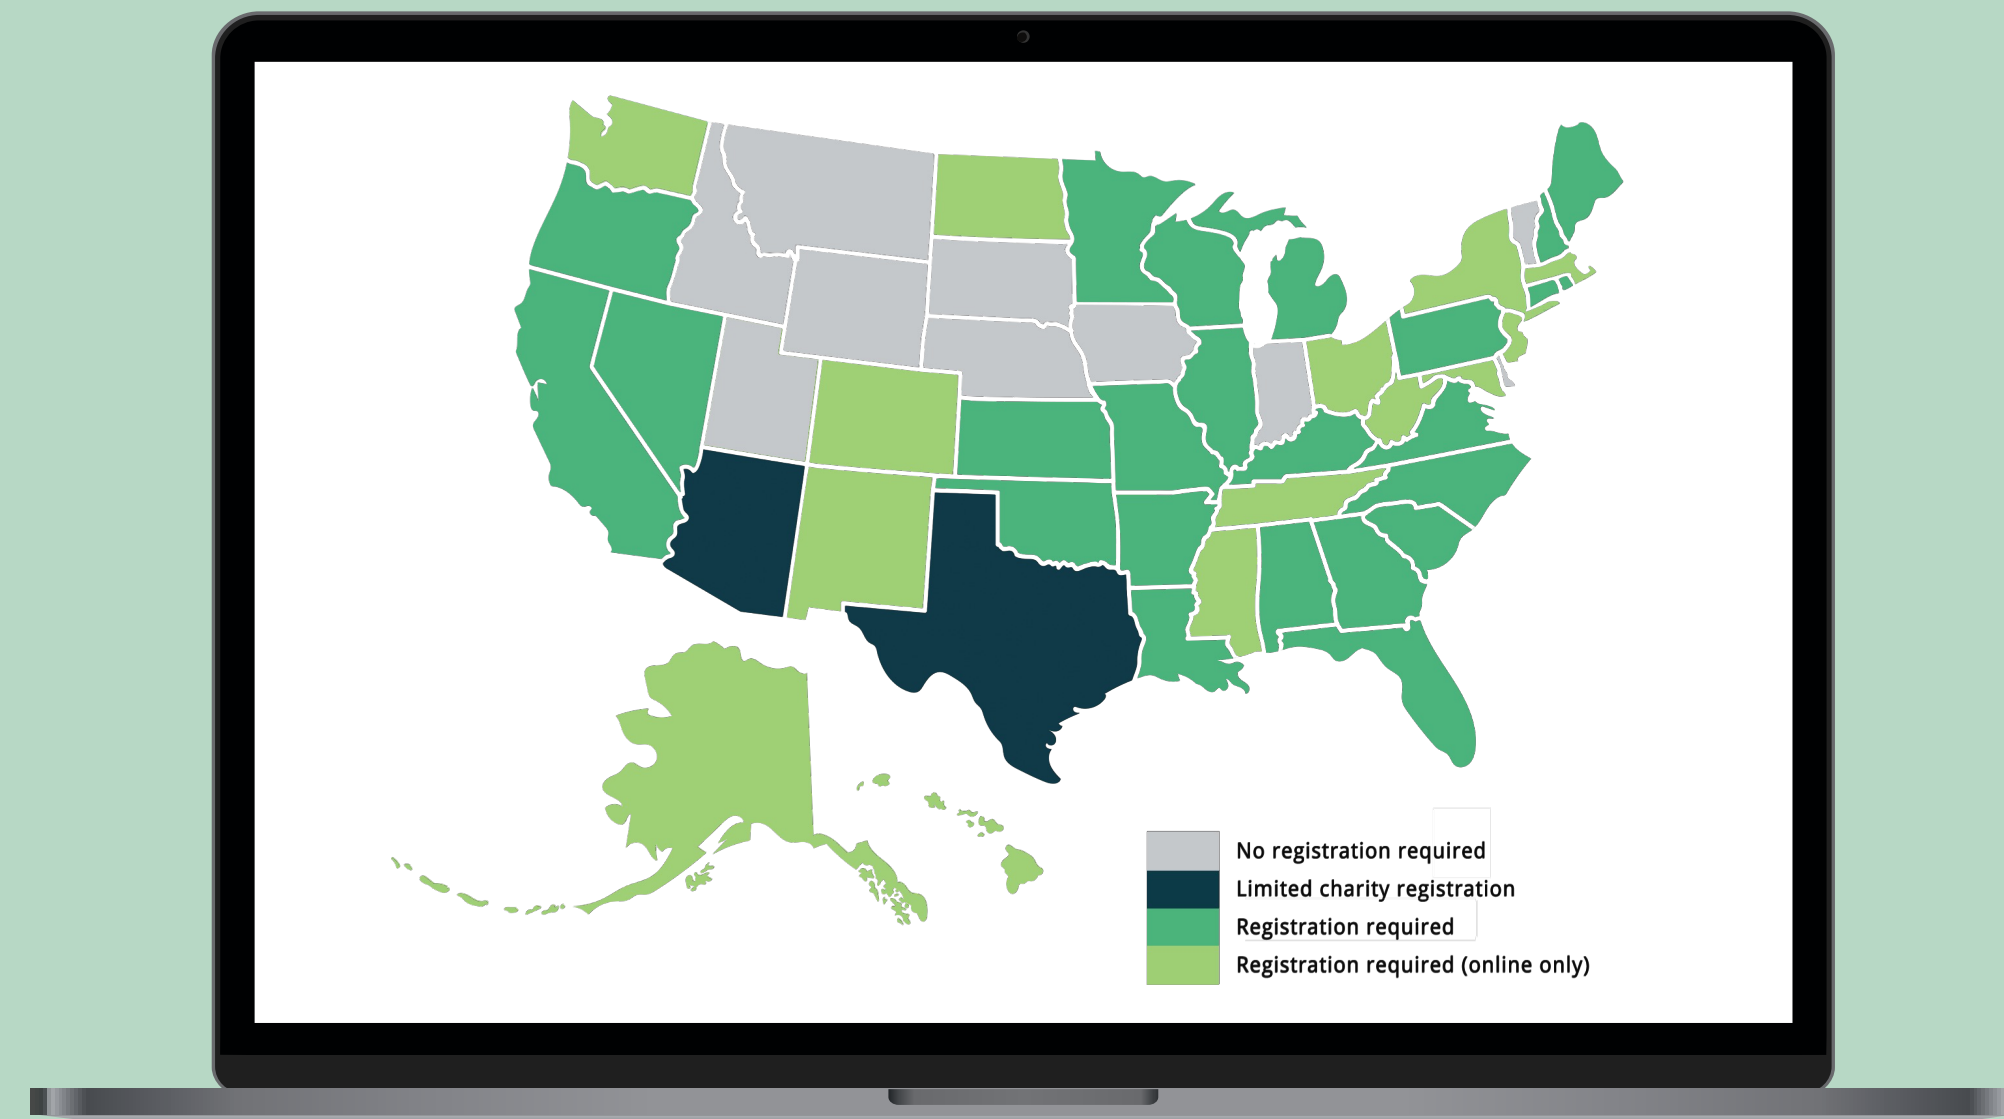 No registration required
Limited charity registration
Registration required
Registration required (online only)